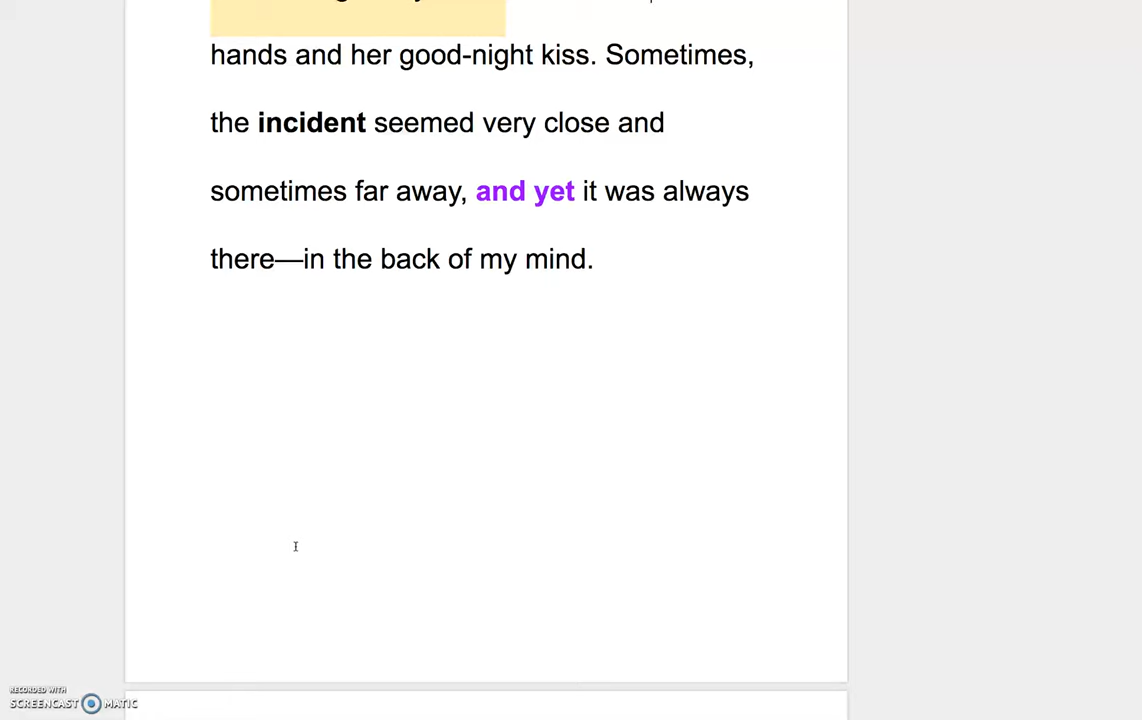 hands and her good-night kiss. Sometimes,
the incident seemed very close and
sometimes far away, and yet it was always
there—in the back of my mind.
RECORDED WITH
SCREENCAST MATIC